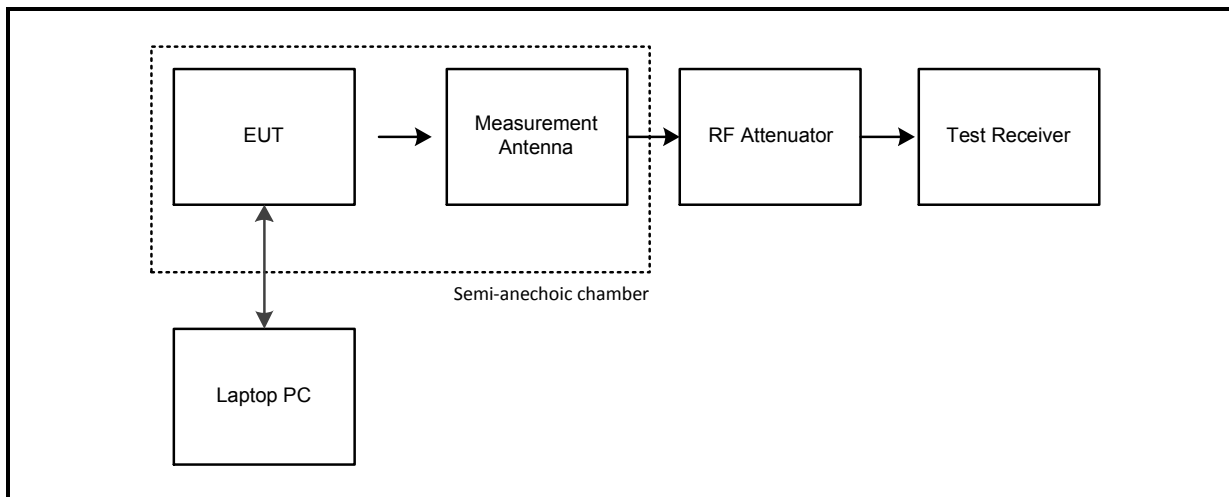 EUT
Measurement
Antenna
RF Attenuator
Test Receiver
Semi-anechoic chamber
Laptop PC